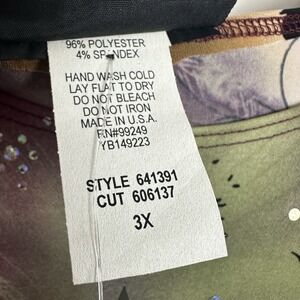 96% POLYESTER
4% SPANDEX
HAND WASH COLD
LAY FLAT TO DRY
DO NOT BLEACH
DO NOT IRON
MADE IN U.S.A.
RN#99249
YB149223
STYLE 641391
CUT 606137
3X